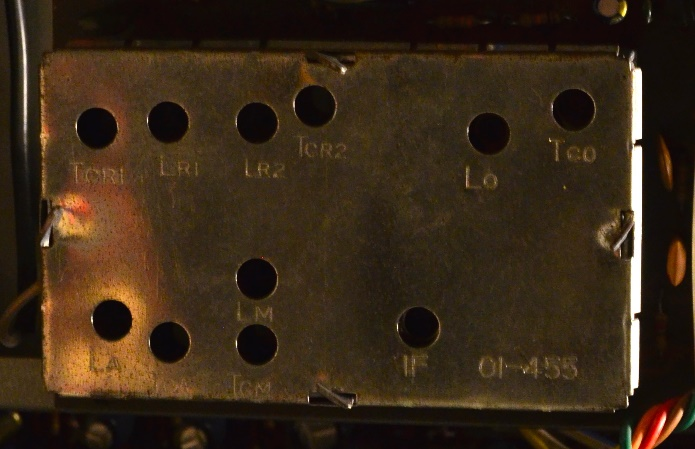 TCR1 LR1 LR2 TCR2 LO TCO
LM
LA TCM IF 01-455